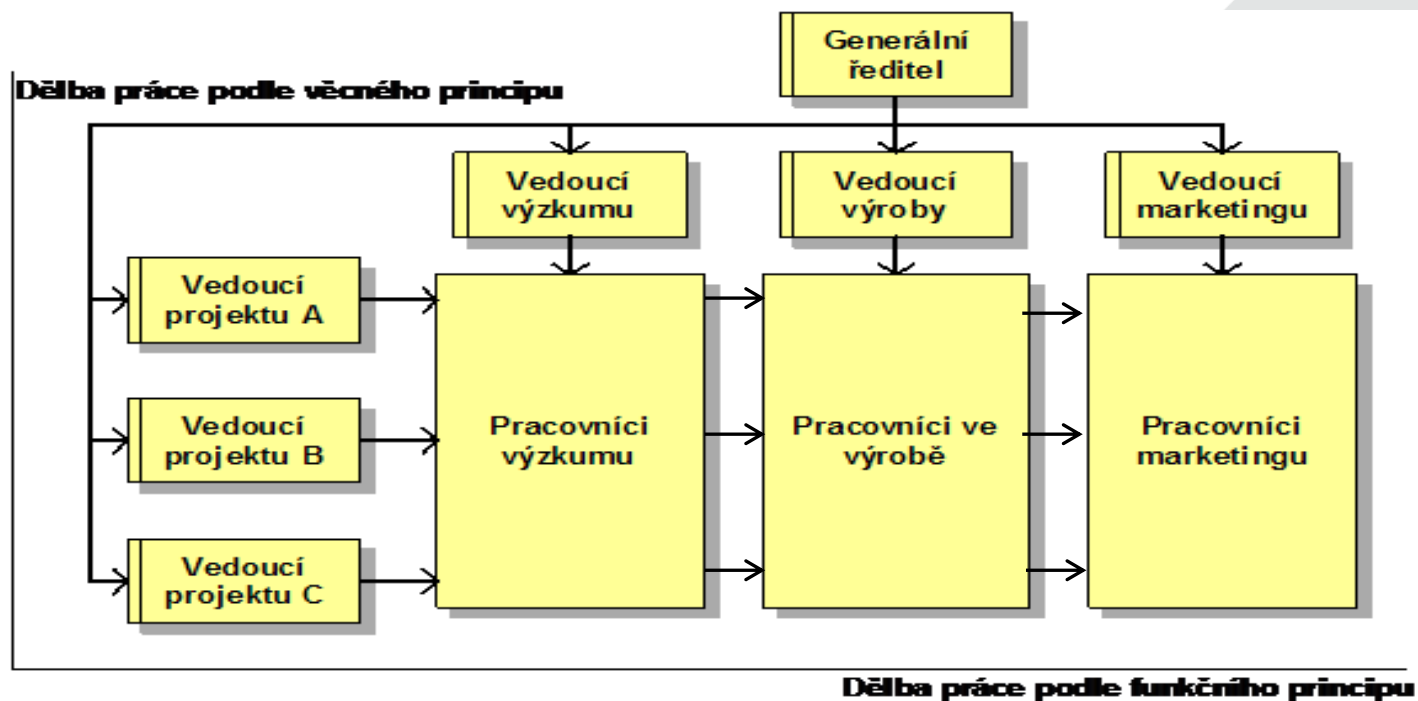 Generální
ředitel
Dělba práce podle věcného principu
Vedoucí
výzkumu
Vedoucí
výroby
Vedoucí
marketingu
Vedoucí
projektu A
Vedoucí
projektu B
Vedoucí
projektu C
Pracovníci
výzkumu
Pracovníci ve
výrobě
Pracovníci
marketingu
Dělba práce podle funkčního principu